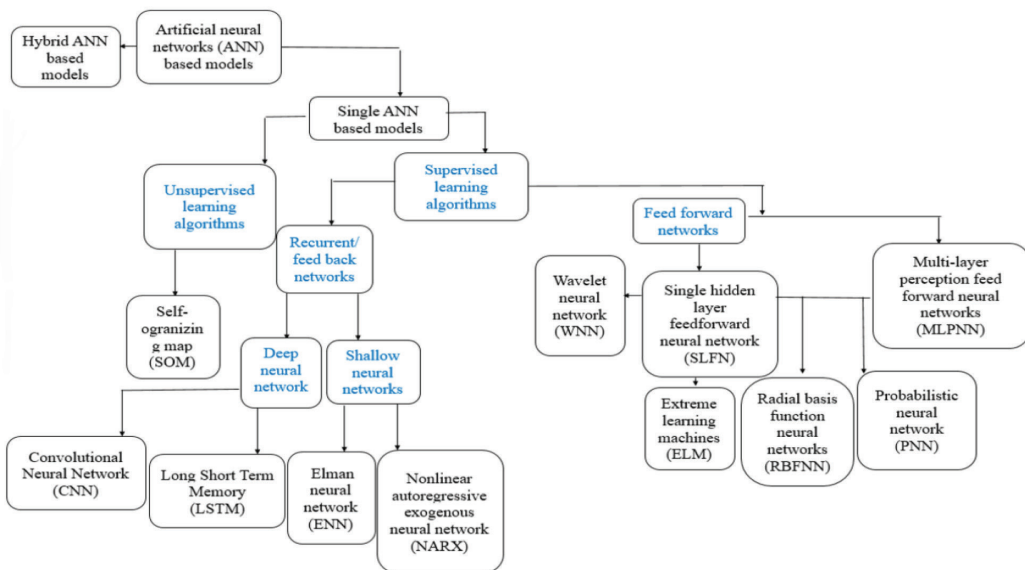 Hybrid ANN
based
models
Artificial neural
networks (ANN)
based models
Single ANN
based models
Unsupervised
learning
algorithms
Supervised
learning
algorithms
Recurrent/
feed back
networks
Feed forward
networks
Self-
ogranizin
g map
(SOM)
Deep
neural
network
Shallow
neural
networks
Wavelet
neural
network
(WNN)
Single hidden
layer
feedforward
neural network
(SLFN)
Multi-layer
perception feed
forward neural
networks
(MLPNN)
Convolutional
Neural Network
(CNN)
Long Short Term
Memory
(LSTM)
Elman
neural
network
(ENN)
Nonlinear
autoregressive
exogenous
neural network
(NARX)
Extreme
learning
machines
(ELM)
Radial basis
function
neural
networks
(RBFNN)
Probabilistic
neural
network
(PNN)